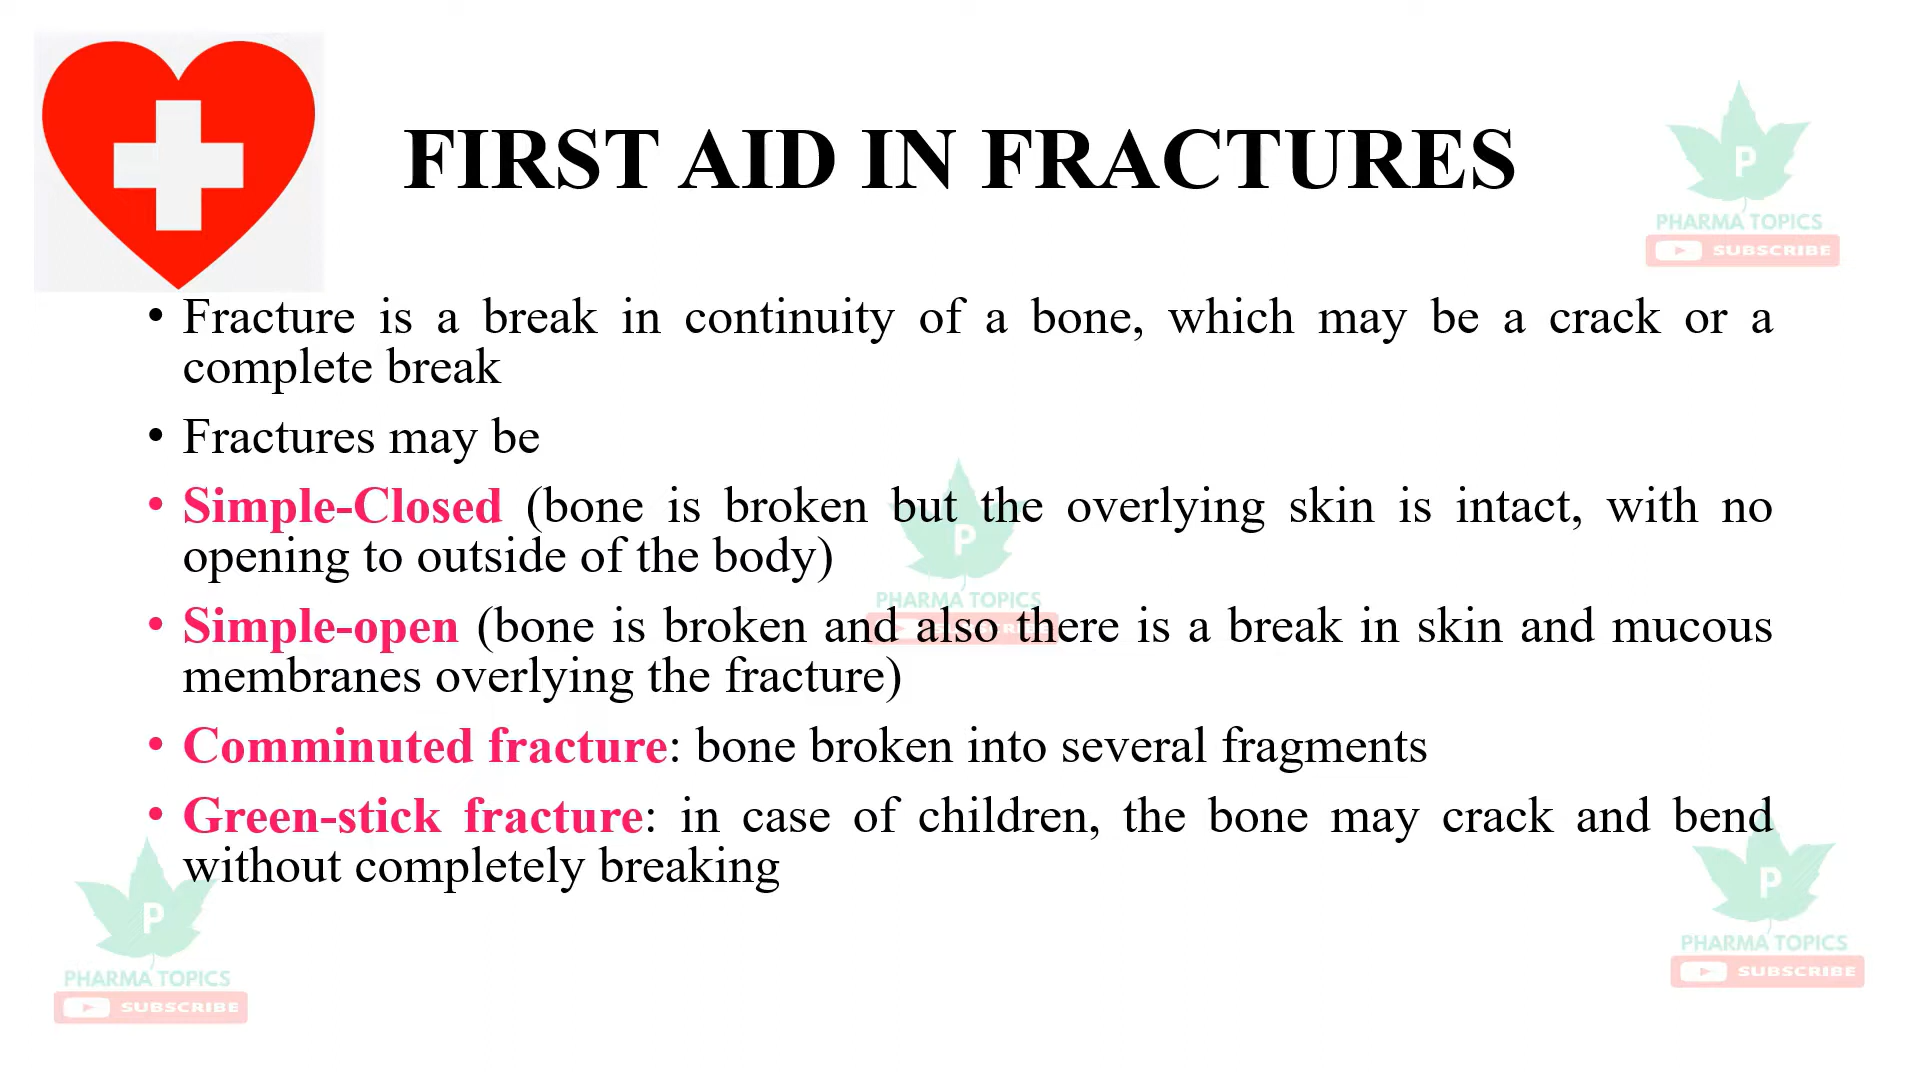 FIRST AID IN FRACTURES
P
PHARMA TOPICS
SUBSCRIBE
• Fracture is a break in continuity of a bone, which may be a crack or a
complete break
• Fractures may be
• Simple-Closed (bone is broken but the overlying skin is intact, with no
opening to outside of the body)
P
PHARMA TOPICS
• Simple-open (bone is broken and also there is a break in skin and mucous
membranes overlying the fracture)
• Comminuted fracture: bone broken into several fragments
• Green-stick fracture: in case of children, the bone may crack and bend
without completely breaking
P
PHARMA TOPICS
SUBSCRIBE
P
PHARMA TOPICS
SUBSCRIBE